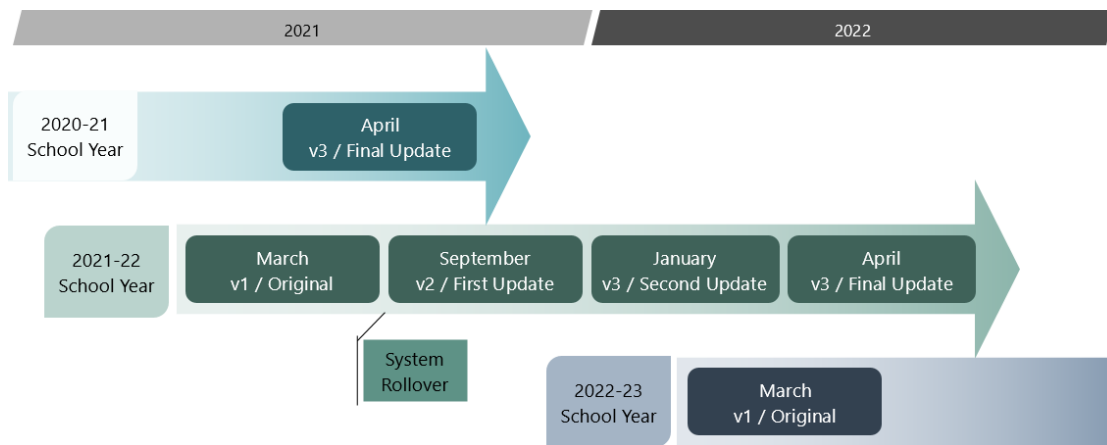 2021
2022
2020-21
School Year
April
v3 / Final Update
2021-22
School Year
March
v1 / Original
September
v2 / First Update
January
v3 / Second Update
April
v3 / Final Update
System
Rollover
2022-23
School Year
March
v1 / Original